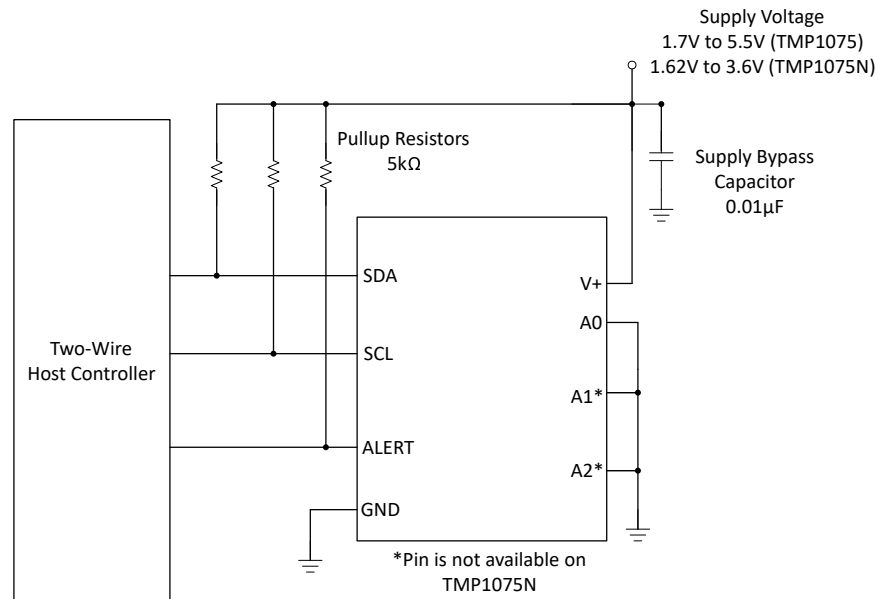 Supply Voltage
1.7V to 5.5V (TMP1075)
1.62V to 3.6V (TMP1075N)
Pullup Resistors
5kΩ
Supply Bypass
Capacitor
0.01µF
Two-Wire
Host Controller
SDA
SCL
ALERT
GND
V+
A0
A1*
A2*
*Pin is not available on
TMP1075N